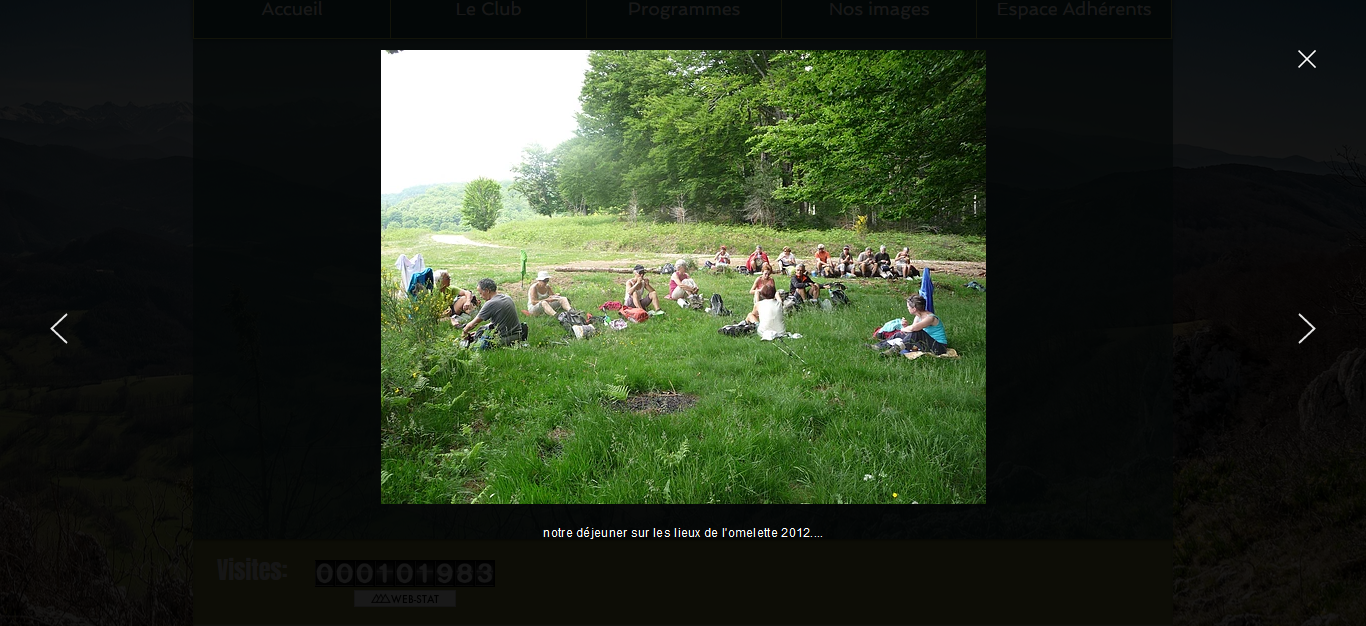 Accueil
Le Club
Programmes
Nos images
Espace Adhérents
notre déjeuner sur les lieux de l'omelette 2012....
Visites:
000101983
WEB-STAT